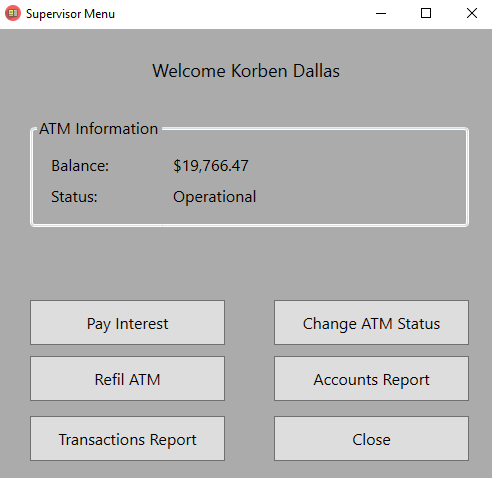 Supervisor Menu
Welcome Korben Dallas
ATM Information
Balance: $19,766.47
Status: Operational
Pay Interest Change ATM Status
Refil ATM Accounts Report
Transactions Report Close